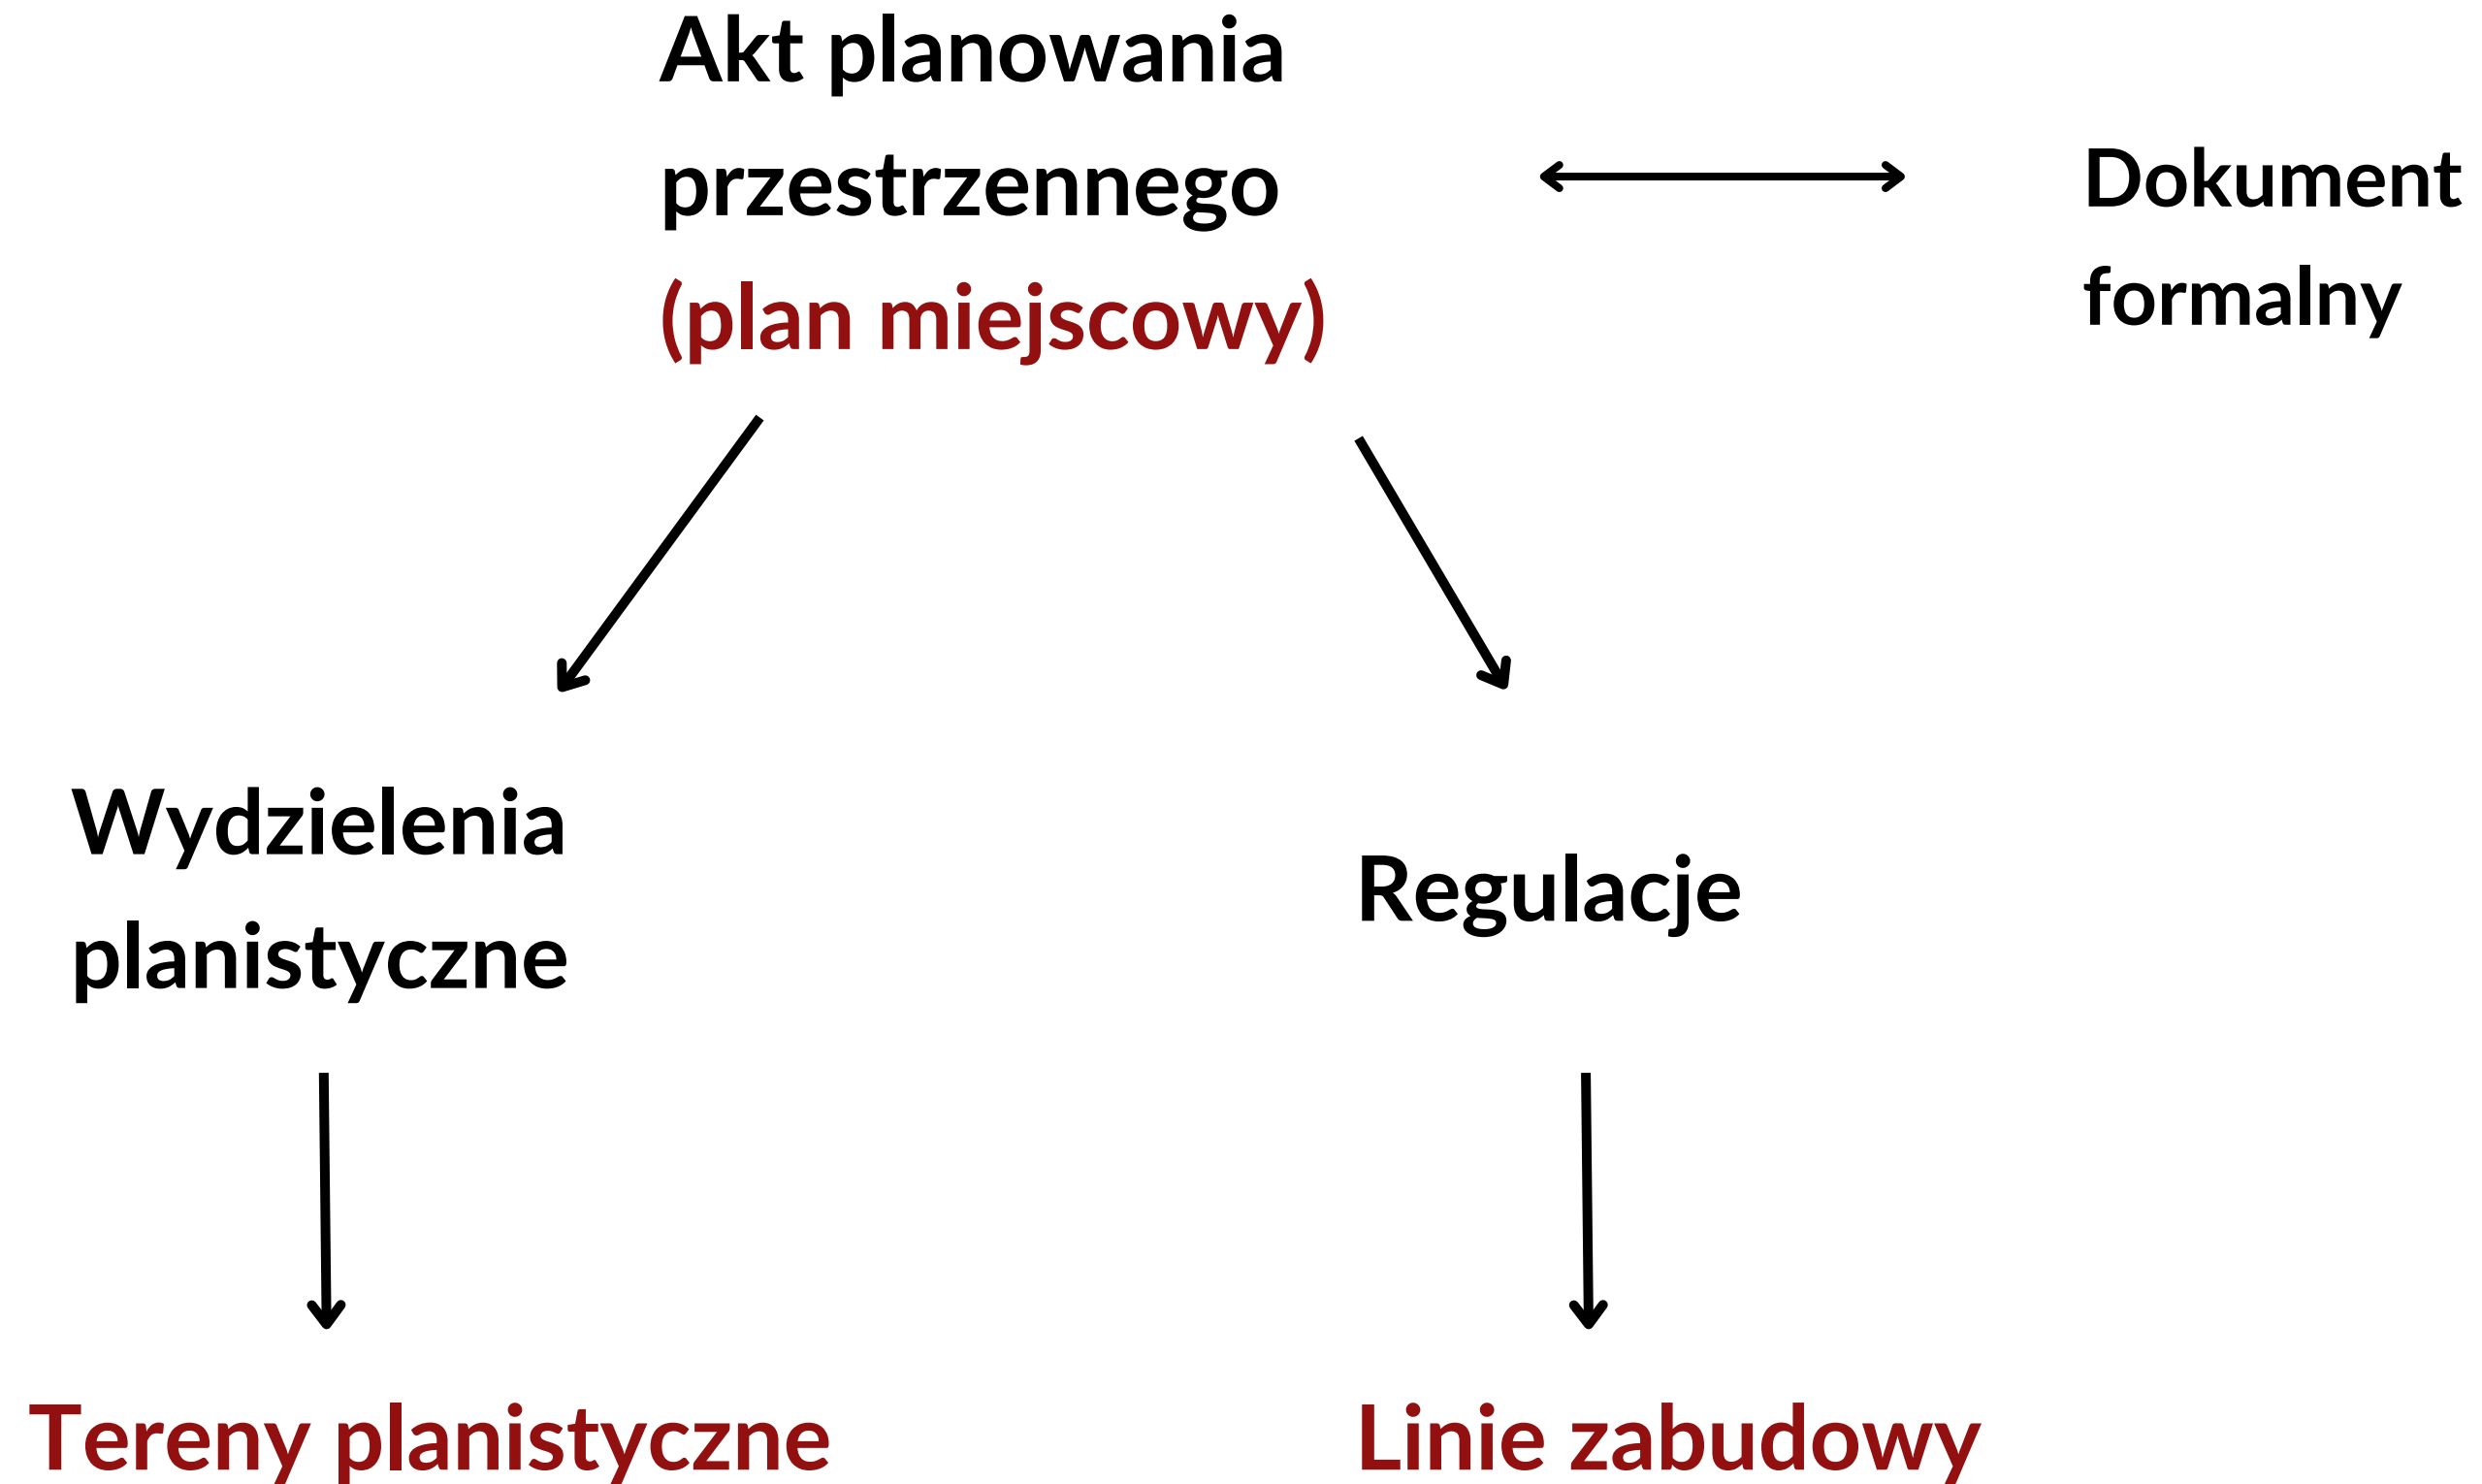 Akt planowania
przestrzennego
(plan miejscowy)
Dokument
formalny
Wydzielenia
planistyczne
Regulacje
Tereny planistyczne
Linie zabudowy